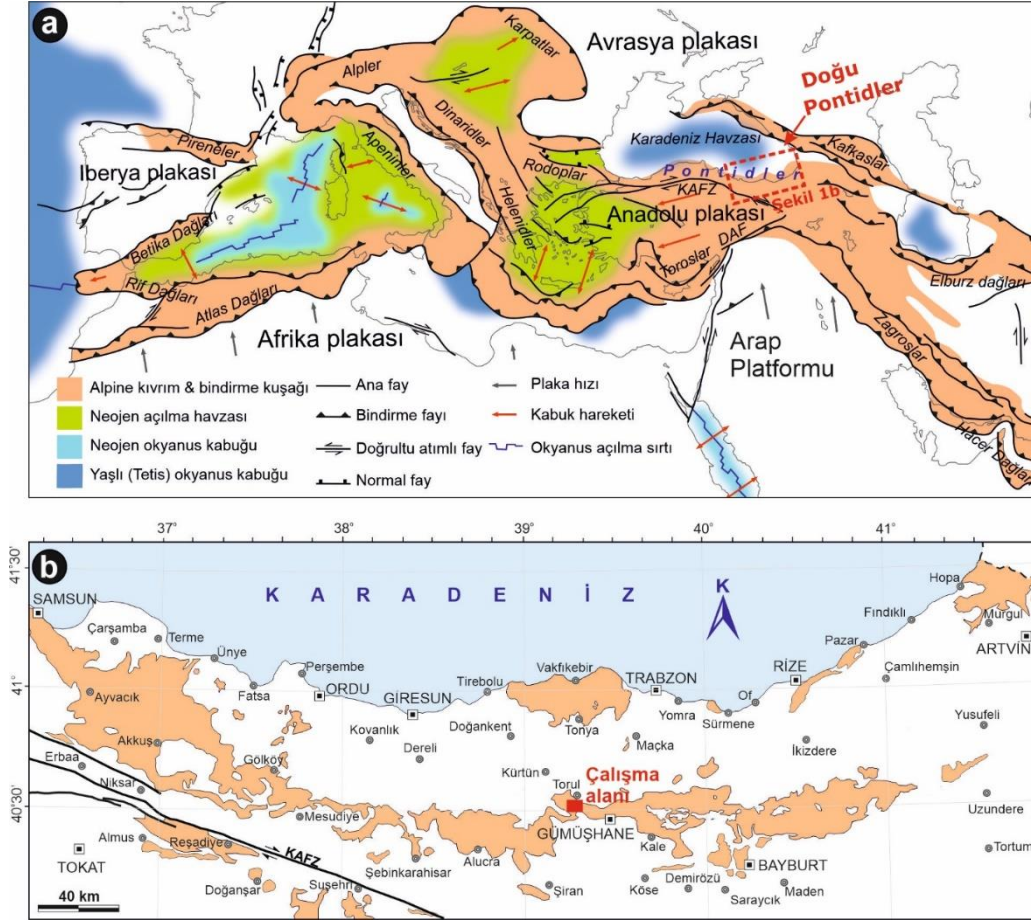 a
Karpatlar
Avrasya plakası
Alpler
Doğu
Pontidler
Dinaridler
Karadeniz Havzası
Kafkaslar
Pireneler
Apeninler
Rodoplar
Pontidler
KAFZ
Şekil 1b
İberya plakası
Anadolu plakası
Helenidler
Betika Dağları
Toroslar
DAF
Elburz dağları
Rif Dağları
Atlas Dağları
Afrika plakası
Arap
Platformu
Zagroslar
Hacer Dağları
Alpine kıvrım & bindirme kuşağı
Ana fay
Plaka hızı
Neojen açılma havzası
Bindirme fayı
Kabuk hareketi
Neojen okyanus kabuğu
Doğrultu atımlı fay
Okyanus açılma sırtı
Yaşlı (Tetis) okyanus kabuğu
Normal fay
37° 38° 39° 40° 41°
41°30'
b
KARADENİZ
K
Hopa
SAMSUN
Fındıklı
Murgul
Çarşamba
Terme
Pazar
ARTVİN
Ünye
Perşembe
Vakfıkebir
TRABZON
RİZE
Çamlıhemşin
41°
Ayvacık
Fatsa
ORDU
GİRESUN
Tirebolu
Yomra
Of
Sürmene
Kovanlık
Doğankent
Tonya
Maçka
Yusufeli
Akkuş
Dereli
İkizdere
Erbaa
Gölköy
Kürtün
Torul
Çalışma
alanı
Niksar
40°30'
Mesudiye
GÜMÜŞHANE
Uzundere
Almus
Reşadiye
KAFZ
Alucra
Kale
Tortum
TOKAT
Şebinkarahisar
BAYBURT
40 km
Doğanşar
Suşehri
Şiran
Köse
Demirözü
Maden
Saraycık